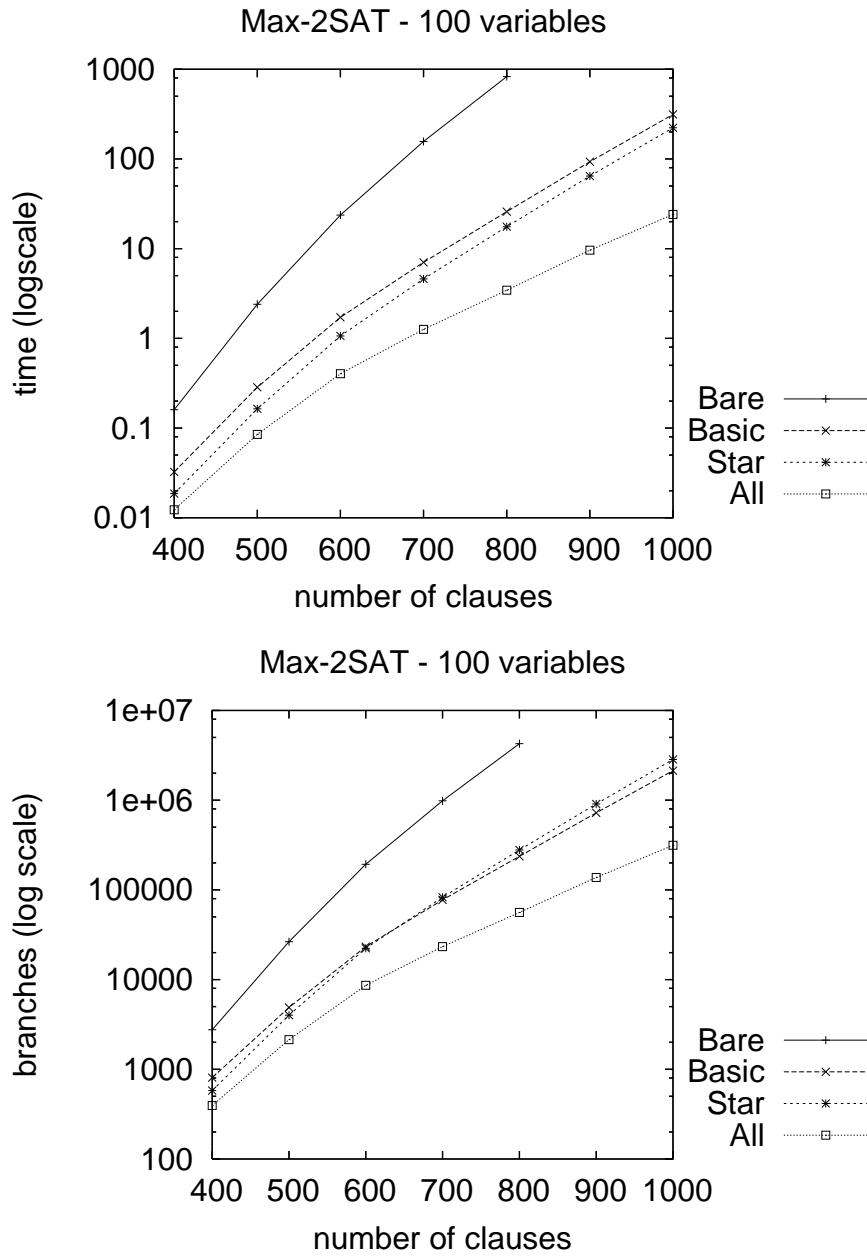 Max-2SAT - 100 variables
1000
100
10
1
0.1
0.01
time (logscale)
400 500 600 700 800 900 1000
number of clauses
Bare
Basic
Star
All
Max-2SAT - 100 variables
1e+07
1e+06
100000
10000
1000
100
branches (log scale)
400 500 600 700 800 900 1000
number of clauses
Bare
Basic
Star
All